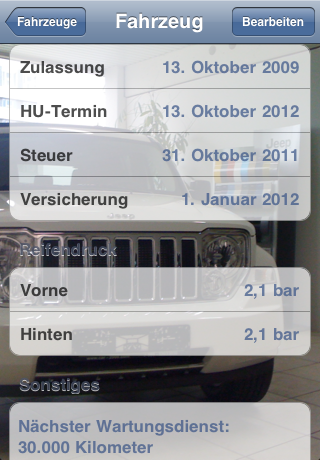 Fahrzeuge Fahrzeug Bearbeiten
Zulassung 13. Oktober 2009
HU-Termin 13. Oktober 2012
Steuer 31. Oktober 2011
Versicherung 1. Januar 2012
Jeep
Reifendruck
Vorne 2,1 bar
Hinten 2,1 bar
Sonstiges
Nächster Wartungsdienst:
30.000 Kilometer